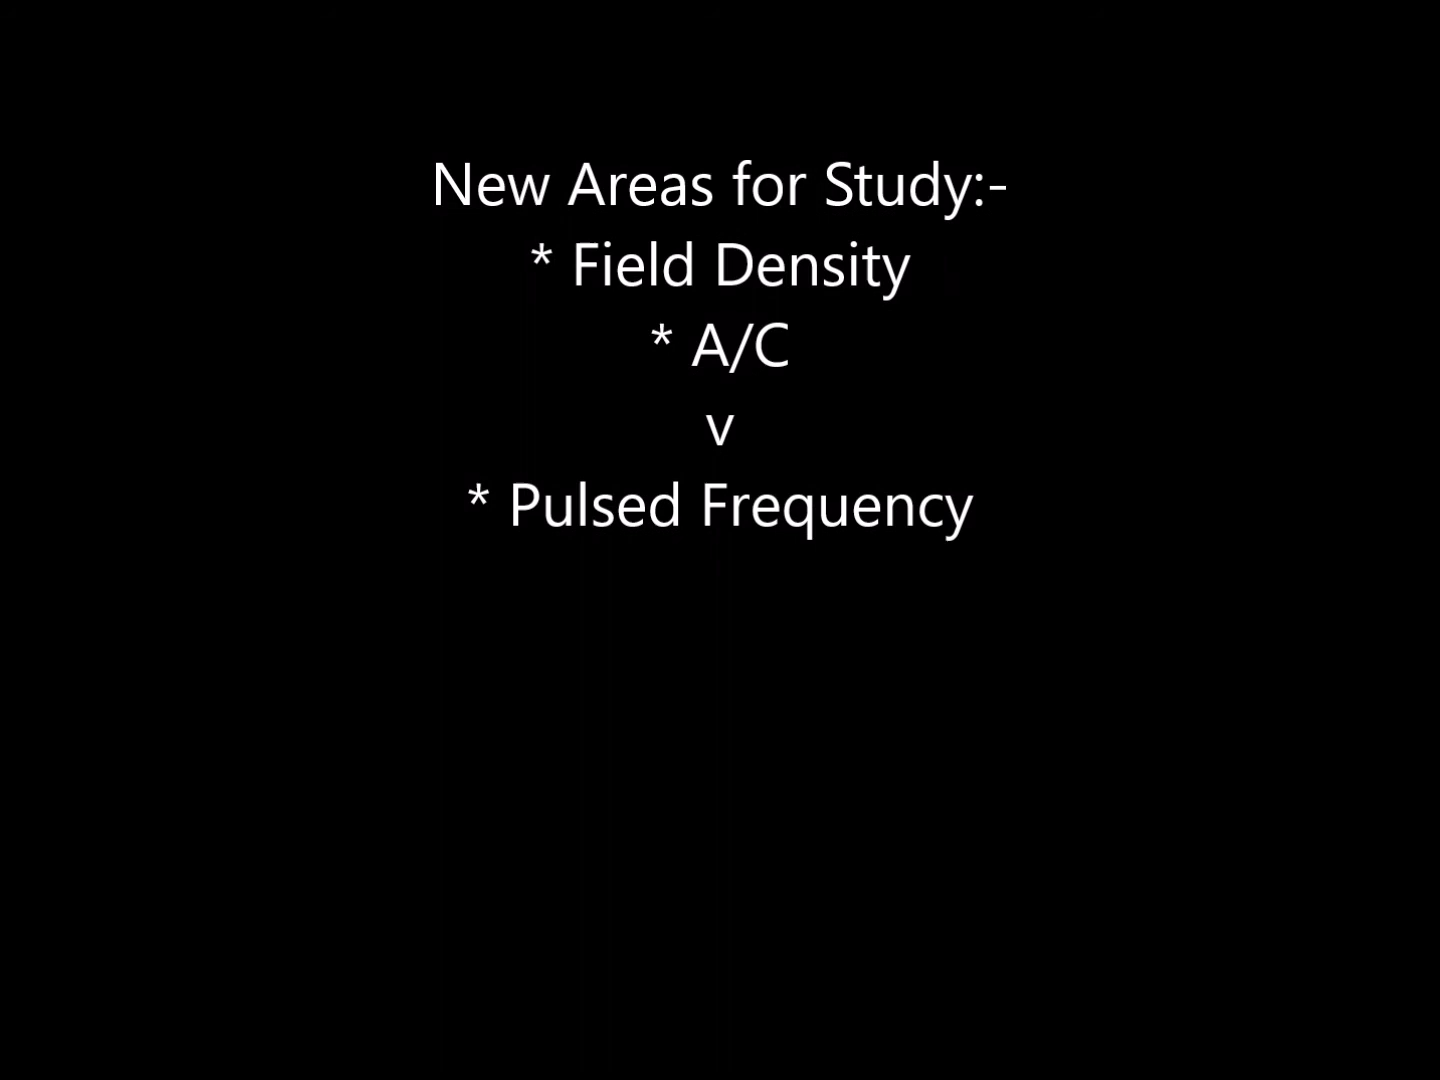 New Areas for Study:-
* Field Density
* A/C
v
* Pulsed Frequency